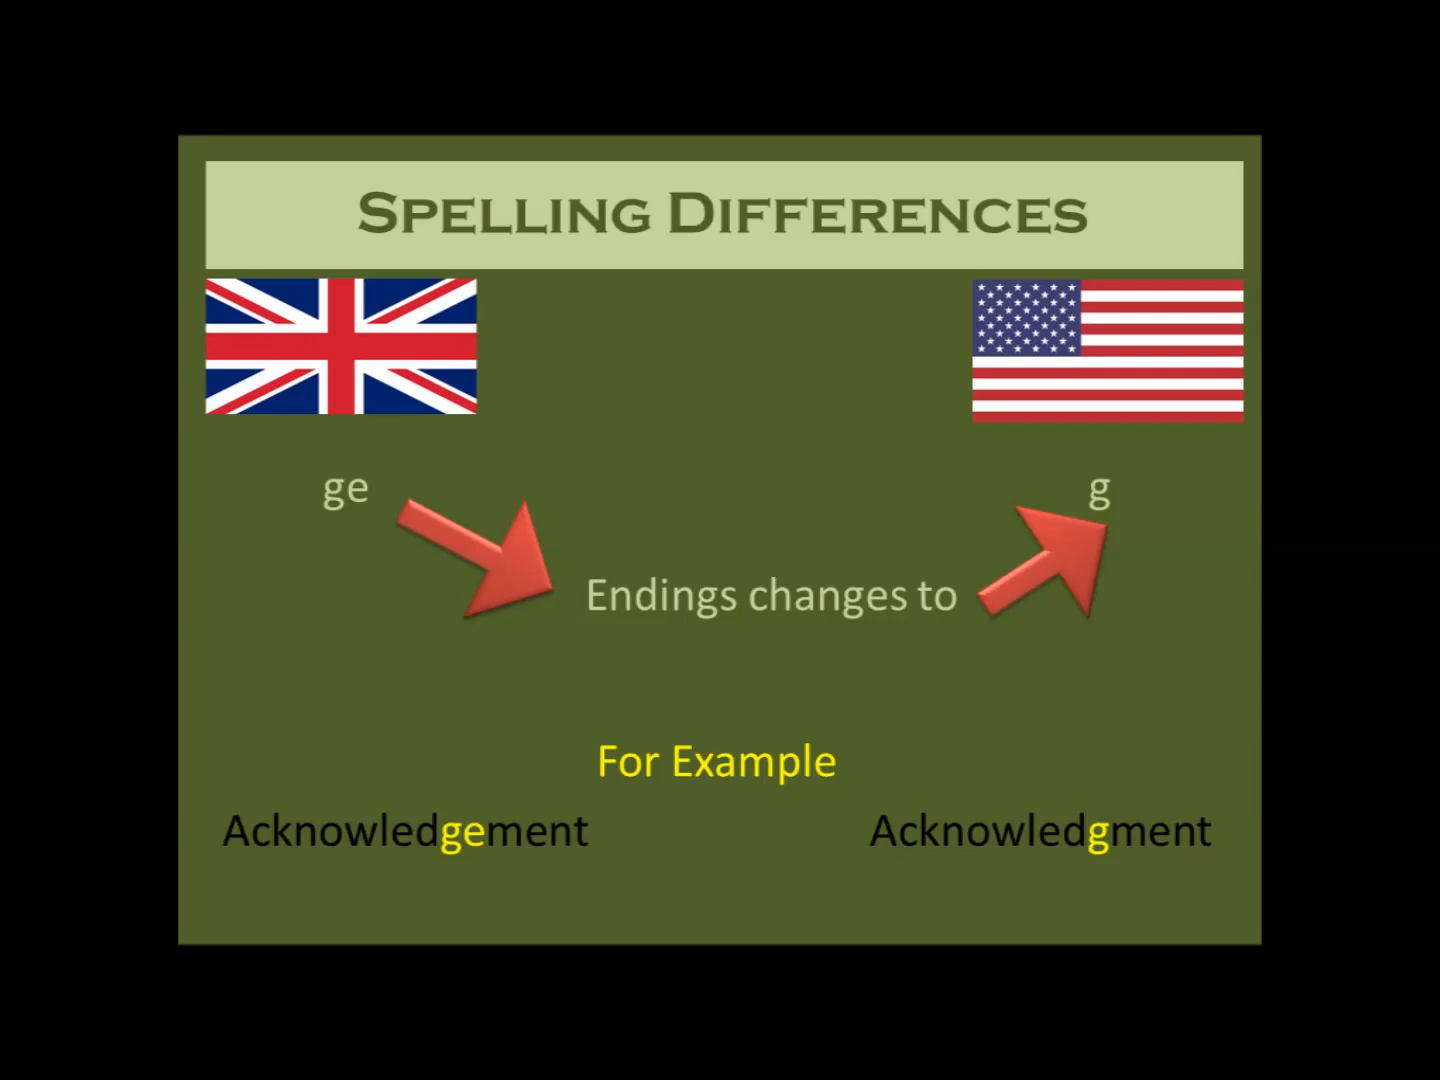 Spelling Differences
ge
g
Endings changes to
For Example
Acknowledgement
Acknowledgment